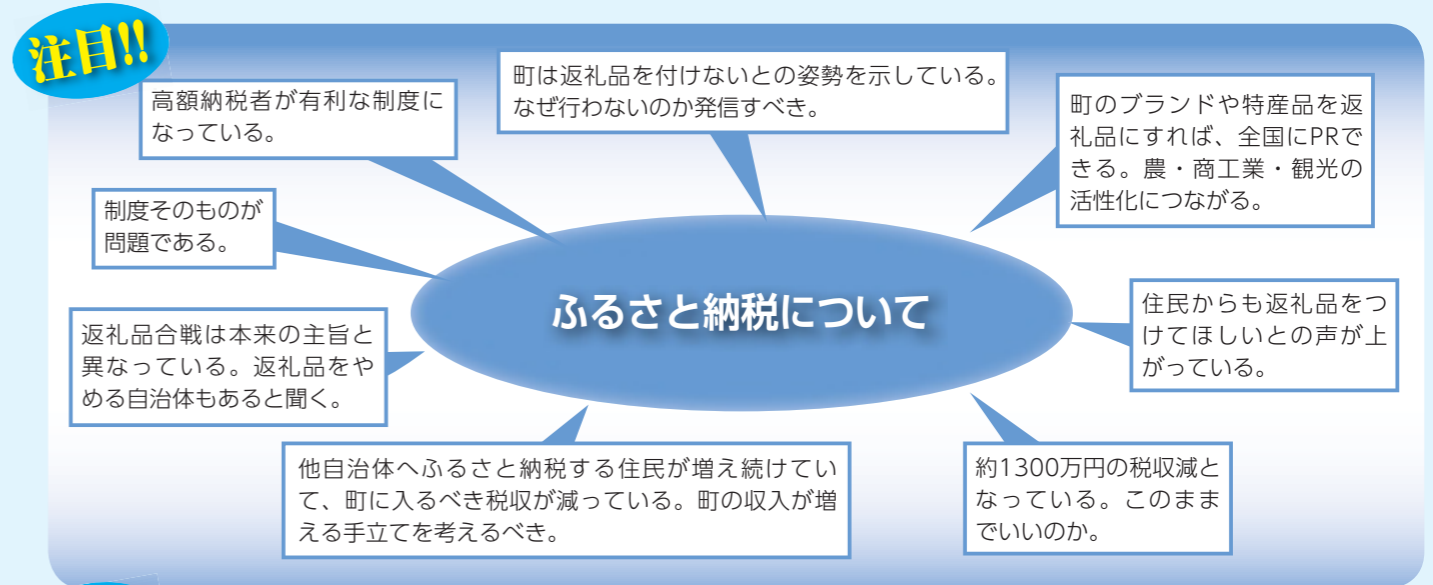 注目!!
高額納税者が有利な制度に
なっている。
町は返礼品を付けないとの姿勢を示している。
なぜ行わないのか発信すべき。
町のブランドや特産品を返
礼品にすれば、全国にPRで
きる。農・商工業・観光の
活性化につながる。
制度そのものが
問題である。
ふるさと納税について
住民からも返礼品をつ
けてほしいとの声が上
がっている。
返礼品合戦は本来の主旨と
異なっている。返礼品をや
める自治体もあると聞く。
他自治体へふるさと納税する住民が増え続けてい
て、町に入るべき税収が減っている。町の収入が増
える手立てを考えるべき。
約1300万円の税収減と
なっている。このまま
でいいのか。